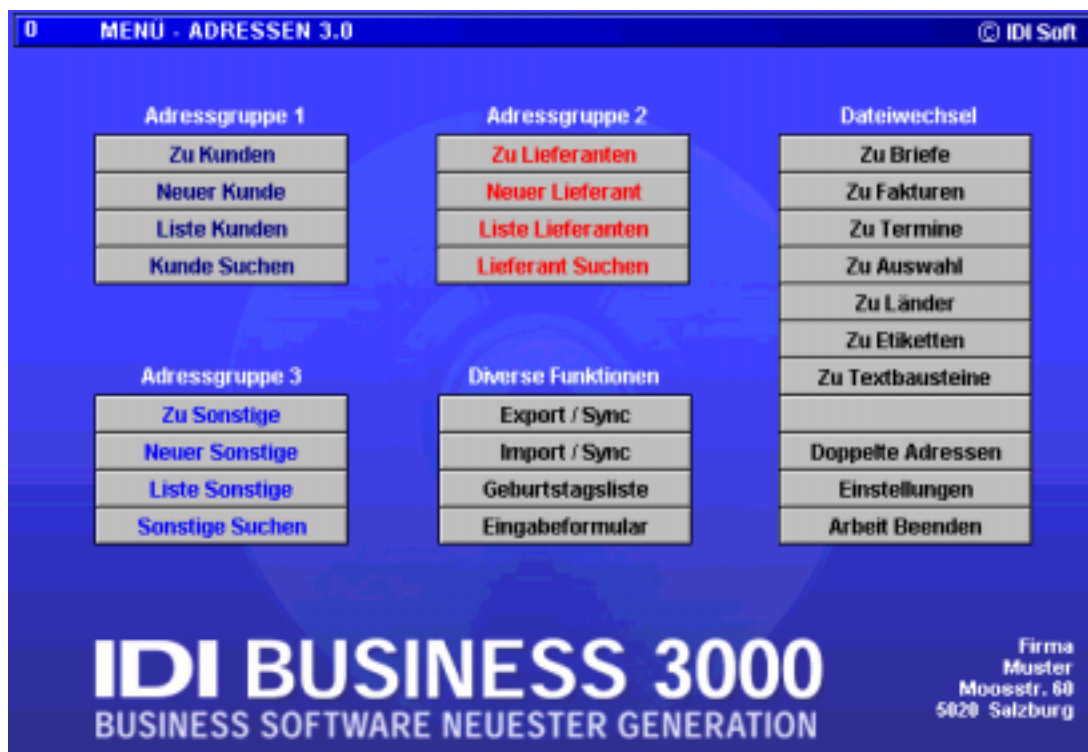 0 MENÜ - ADRESSEN 3.0 © IDI Soft
Adressgruppe 1
Zu Kunden
Neuer Kunde
Liste Kunden
Kunde Suchen
Adressgruppe 2
Zu Lieferanten
Neuer Lieferant
Liste Lieferanten
Lieferant Suchen
Dateiwechsel
Zu Briefe
Zu Fakturen
Zu Termine
Zu Auswahl
Zu Länder
Zu Etiketten
Zu Textbausteine
Doppelte Adressen
Einstellungen
Arbeit Beenden
Adressgruppe 3
Zu Sonstige
Neuer Sonstige
Liste Sonstige
Sonstige Suchen
Diverse Funktionen
Export / Sync
Import / Sync
Geburtstagsliste
Eingabeformular
IDI BUSINESS 3000
BUSINESS SOFTWARE NEUESTER GENERATION
Firma
Muster
Moosstr. 60
5020 Salzburg